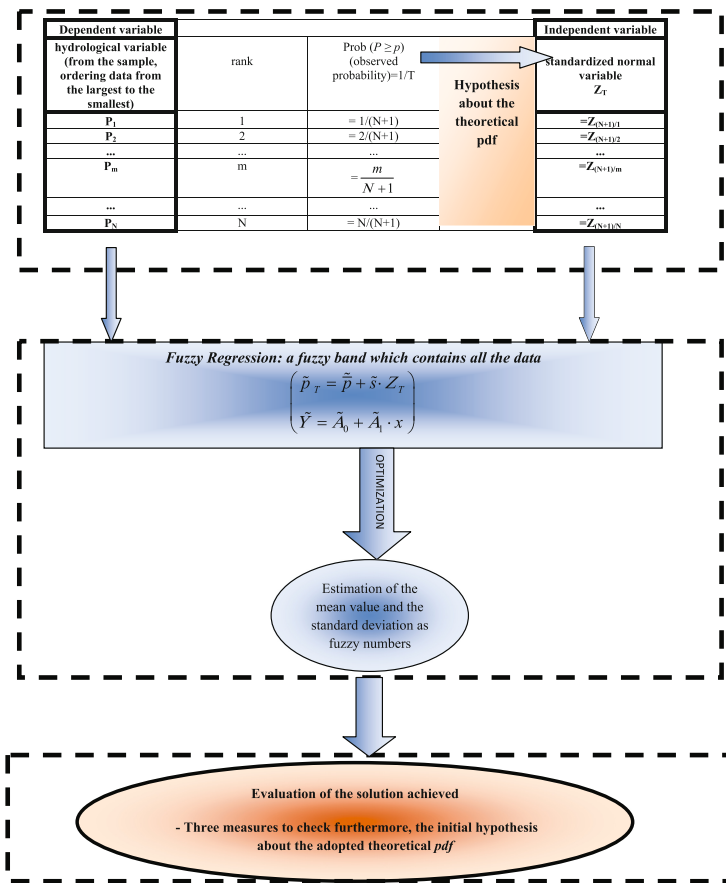 Dependent variable
Independent variable
hydrological variable
(from the sample,
ordering data from
the largest to the
smallest)
rank
Prob (P ≥ p)
(observed
probability)=1/T
Hypothesis
about the
theoretical
pdf
standardized normal
variable
Z_T
P_1 1 = 1/(N+1) =Z_(N+1)/1
P_2 2 = 2/(N+1) =Z_(N+1)/2
... ... ... ...
P_m m = m/(N+1) =Z_(N+1)/m
... ... ... ...
P_N N = N/(N+1) =Z_(N+1)/N
Fuzzy Regression: a fuzzy band which contains all the data
p̃_T = p̄̃ + s̃· Z_T
Ỹ = Ã_0 + Ã_1 · x
OPTIMIZATION
Estimation of the
mean value and the
standard deviation as
fuzzy numbers
Evaluation of the solution achieved
- Three measures to check furthermore, the initial hypothesis
about the adopted theoretical pdf